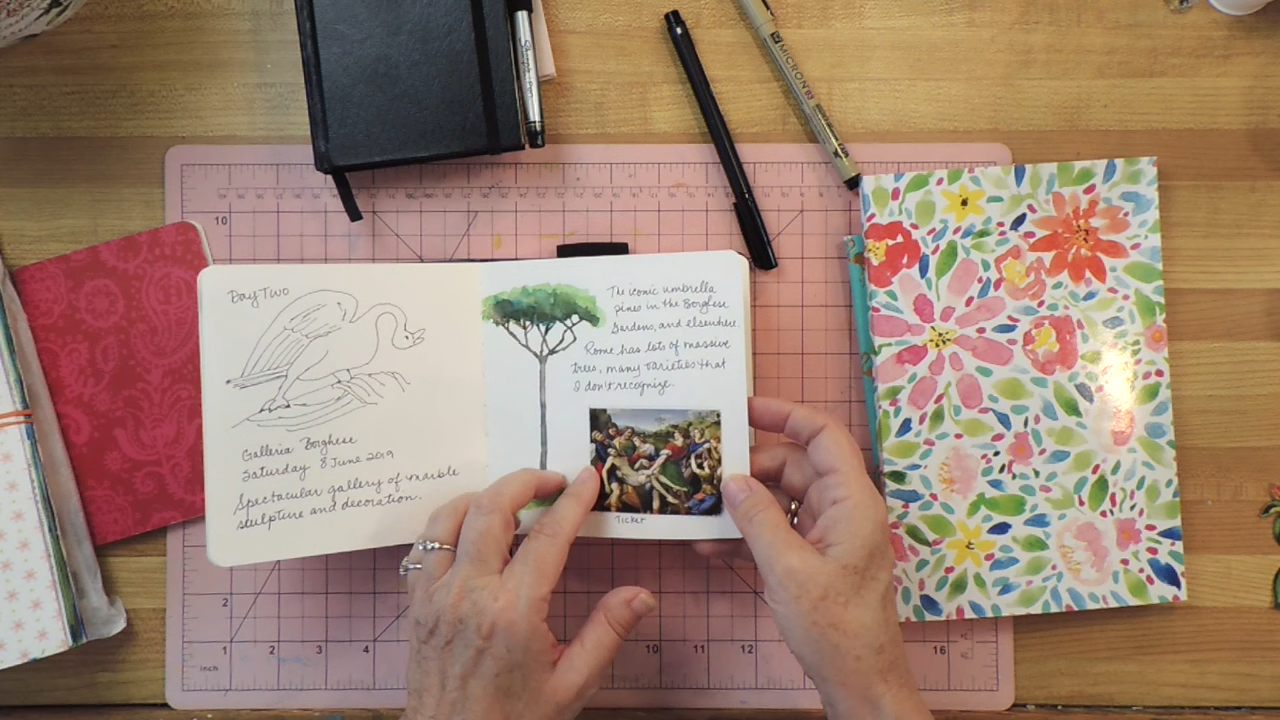 Day Two
Galleria Borghese
Saturday 8 June 2019
Spectacular gallery of marble
sculpture and decoration.
The iconic umbrella
pines in the Borghese
Gardens, and elsewhere.
Rome has lots of massive
trees, many varieties that
I don't recognize.
Ticket
MICRON 03
10
2
inch
1
2
3
4
10
11
12
16